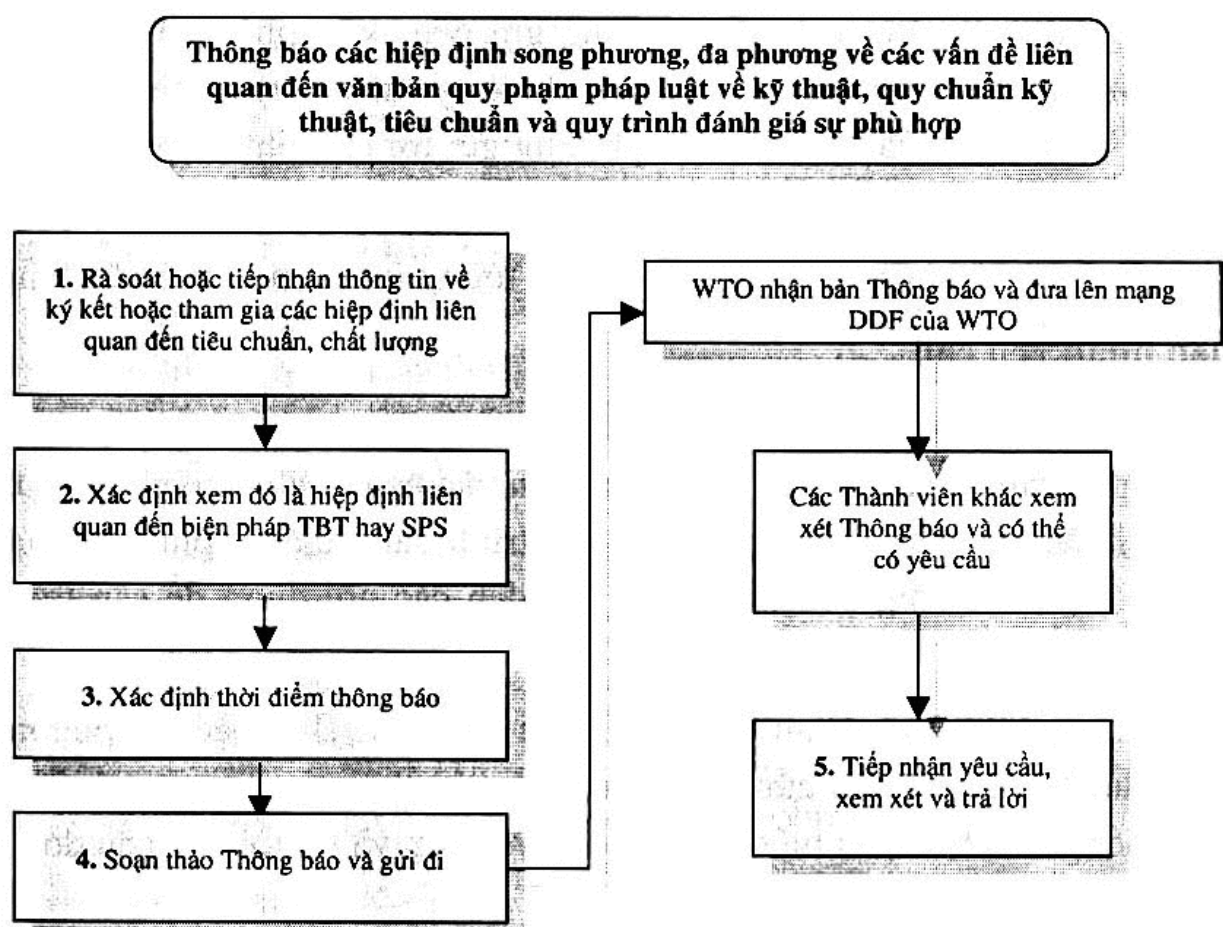 Thông báo các hiệp định song phương, đa phương về các vấn đề liên
quan đến văn bản quy phạm pháp luật về kỹ thuật, quy chuẩn kỹ
thuật, tiêu chuẩn và quy trình đánh giá sự phù hợp
1. Rà soát hoặc tiếp nhận thông tin về
ký kết hoặc tham gia các hiệp định liên
quan đến tiêu chuẩn, chất lượng
2. Xác định xem đó là hiệp định liên
quan đến biện pháp TBT hay SPS
3. Xác định thời điểm thông báo
4. Soạn thảo Thông báo và gửi đi
WTO nhận bản Thông báo và đưa lên mạng
DDF của WTO
Các Thành viên khác xem
xét Thông báo và có thể
có yêu cầu
5. Tiếp nhận yêu cầu,
xem xét và trả lời